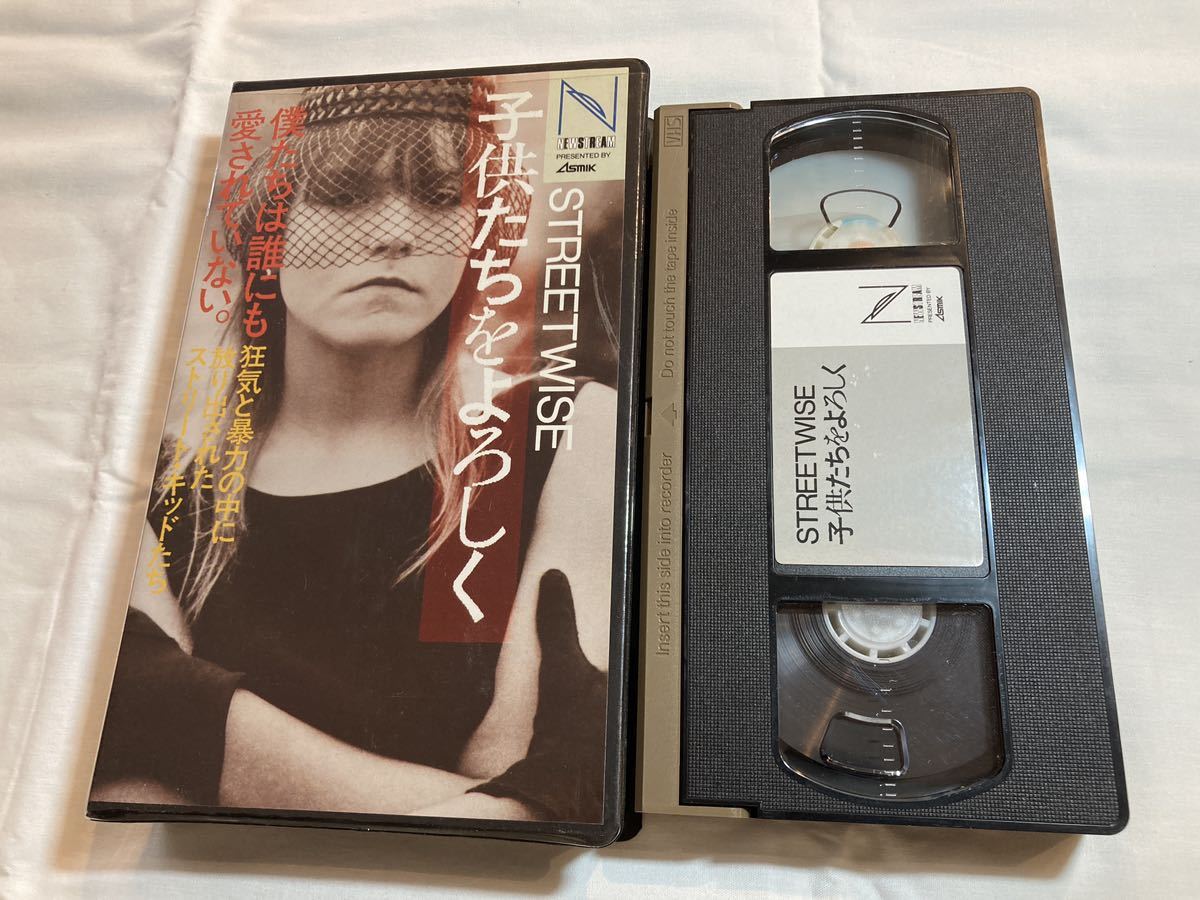 NEWSTREAM
PRESENTED BY
ASMIK
STREETWISE
子供たちをよろしく
僕たちは誰にも
愛されていない。
狂気と暴力の中に
放り出された
ストリート・キッドたち
VHS
Do not touch the tape inside
Insert this side into recorder
NEWSTREAM
PRESENTED BY
ASMIK
STREETWISE
子供たちをよろしく